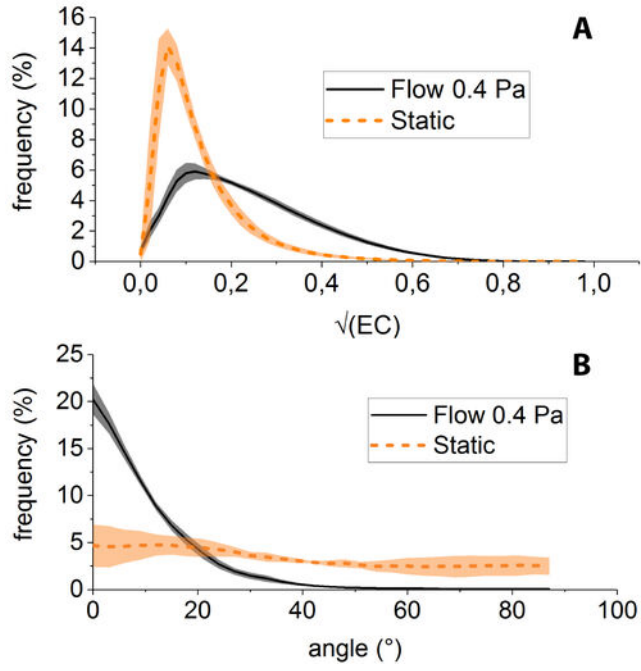 A
frequency (%)
16
14
12
10
8
6
4
2
0
Flow 0.4 Pa
Static
0,0 0,2 0,4 0,6 0,8 1,0
√(EC)
B
frequency (%)
25
20
15
10
5
0
Flow 0.4 Pa
Static
0 20 40 60 80 100
angle (°)